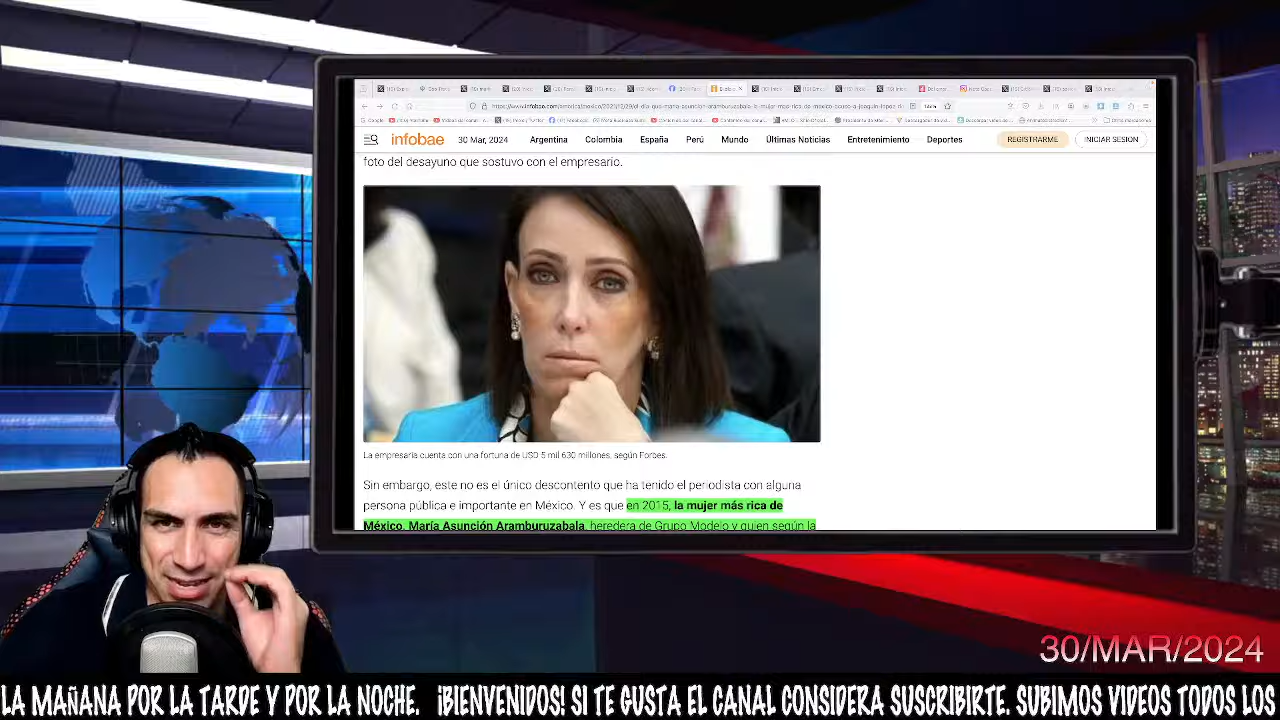 infobae
30 Mar, 2024
Argentina
Colombia
España
Perú
Mundo
Últimas Noticias
Entretenimiento
Deportes
REGISTRARME
INICIAR SESIÓN
foto del desayuno que sostuvo con el empresario.
La empresaria cuenta con una fortuna de USD 5 mil 630 millones, según Forbes.
Sin embargo, este no es el único descontento que ha tenido el periodista con alguna
persona pública e importante en México. Y es que en 2015, la mujer más rica de
México, María Asunción Aramburuzabala, heredera de Grupo Modelo y quien según la
30/MAR/2024
LA MAñANA POR LA TARDE Y POR LA NOCHE. ¡BIENVENIDOS! SI TE GUSTA EL CANAL CONSIDERA SUSCRIBIRTE. SUBIMOS VIDEOS TODOS LOS